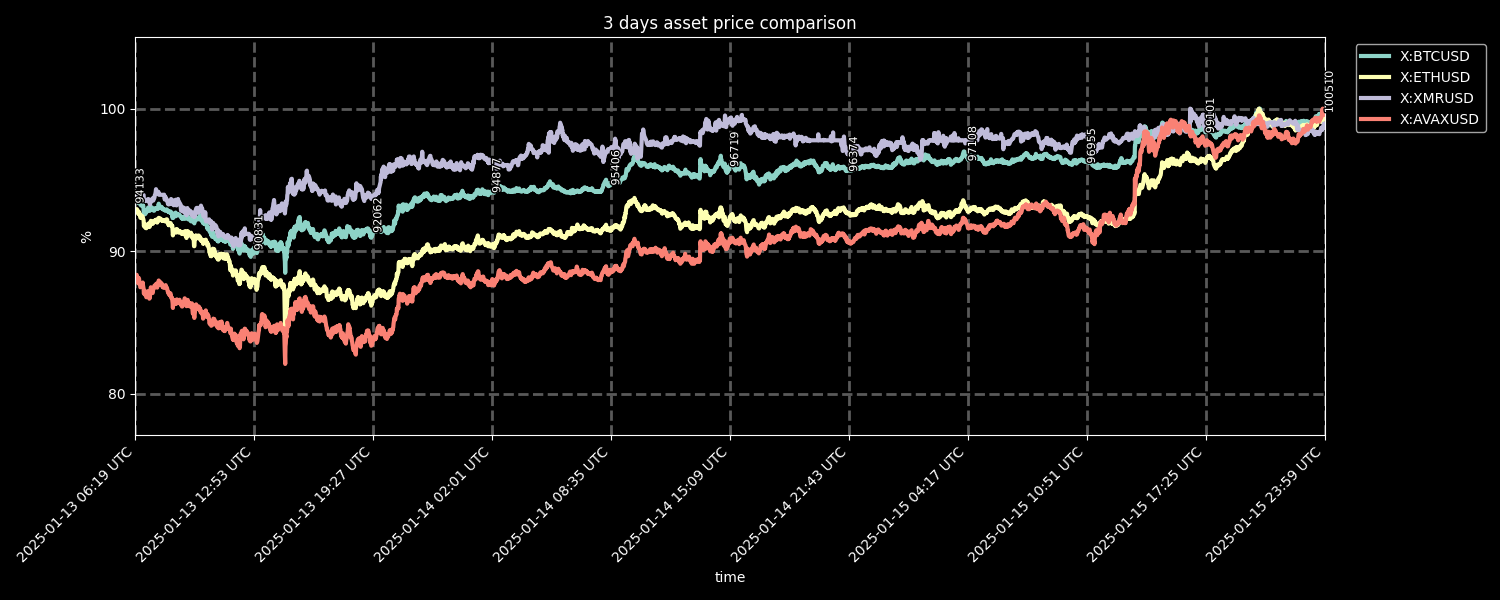 3 days asset price comparison
X:BTCUSD
X:ETHUSD
X:XMRUSD
X:AVAXUSD
%
100
90
80
94133
90831
92062
94877
95406
96719
96374
97108
96955
99101
100510
2025-01-13 06:19 UTC
2025-01-13 12:53 UTC
2025-01-13 19:27 UTC
2025-01-14 02:01 UTC
2025-01-14 08:35 UTC
2025-01-14 15:09 UTC
2025-01-14 21:43 UTC
2025-01-15 04:17 UTC
2025-01-15 10:51 UTC
2025-01-15 17:25 UTC
2025-01-15 23:59 UTC
time